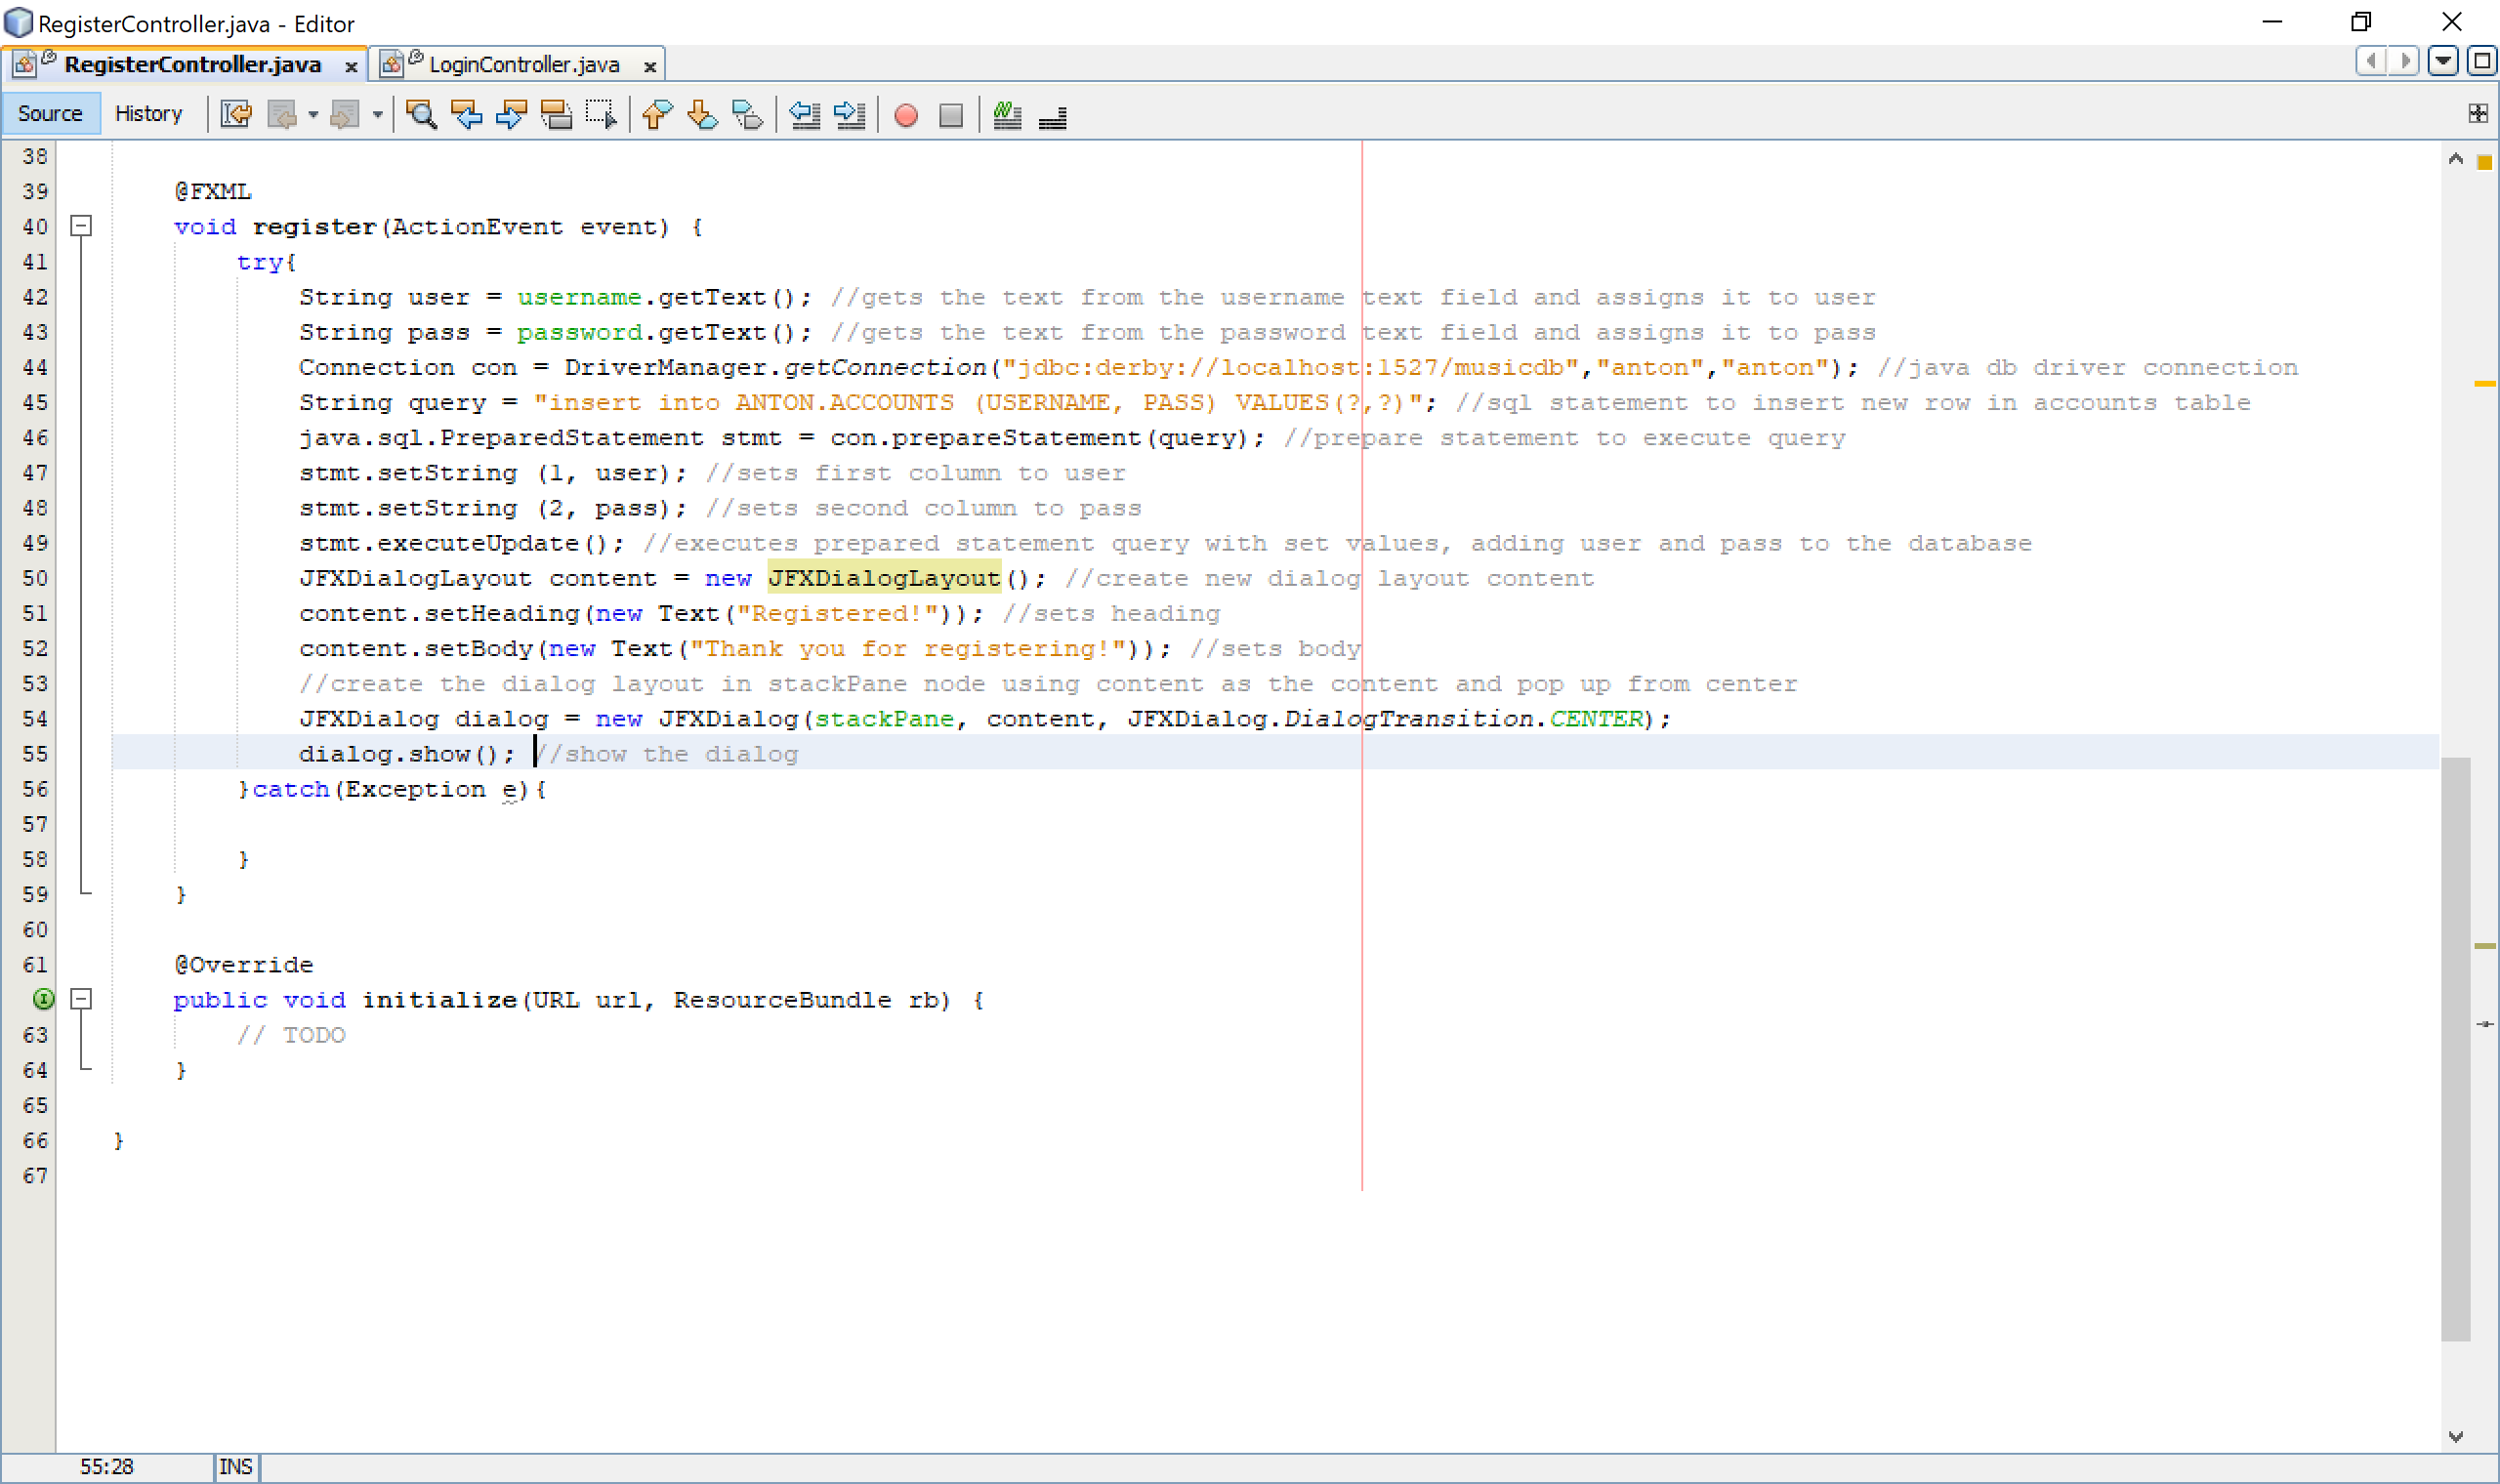 RegisterController.java - Editor
RegisterController.java x LoginController.java x
Source History
38
39 @FXML
40 void register(ActionEvent event) {
41 try{
42 String user = username.getText(); //gets the text from the username text field and assigns it to user
43 String pass = password.getText(); //gets the text from the password text field and assigns it to pass
44 Connection con = DriverManager.getConnection("jdbc:derby://localhost:1527/musicdb","anton","anton"); //java db driver connection
45 String query = "insert into ANTON.ACCOUNTS (USERNAME, PASS) VALUES(?,?)"; //sql statement to insert new row in accounts table
46 java.sql.PreparedStatement stmt = con.prepareStatement(query); //prepare statement to execute query
47 stmt.setString (1, user); //sets first column to user
48 stmt.setString (2, pass); //sets second column to pass
49 stmt.executeUpdate(); //executes prepared statement query with set values, adding user and pass to the database
50 JFXDialogLayout content = new JFXDialogLayout(); //create new dialog layout content
51 content.setHeading(new Text("Registered!")); //sets heading
52 content.setBody(new Text("Thank you for registering!")); //sets body
53 //create the dialog layout in stackPane node using content as the content and pop up from center
54 JFXDialog dialog = new JFXDialog(stackPane, content, JFXDialog.DialogTransition.CENTER);
55 dialog.show(); //show the dialog
56 }catch(Exception e){
57
58 }
59 }
60
61 @Override
public void initialize(URL url, ResourceBundle rb) {
63 // TODO
64 }
65
66 }
67
55:28 INS